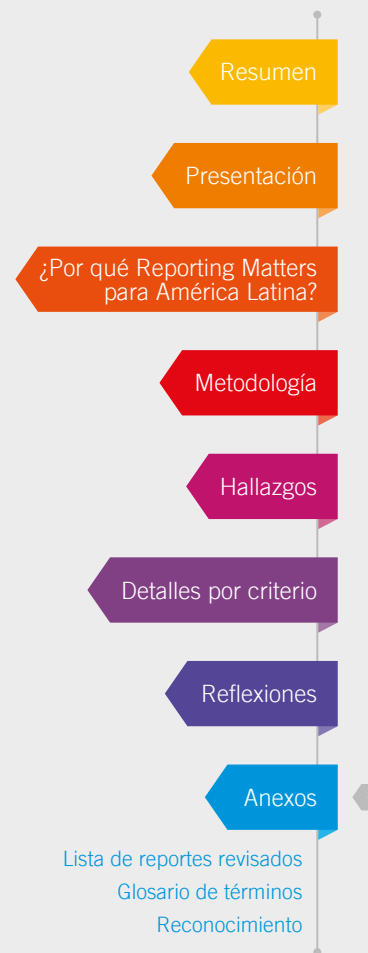 Resumen
Presentación
¿Por qué Reporting Matters
para América Latina?
Metodología
Hallazgos
Detalles por criterio
Reflexiones
Anexos
Lista de reportes revisados
Glosario de términos
Reconocimiento